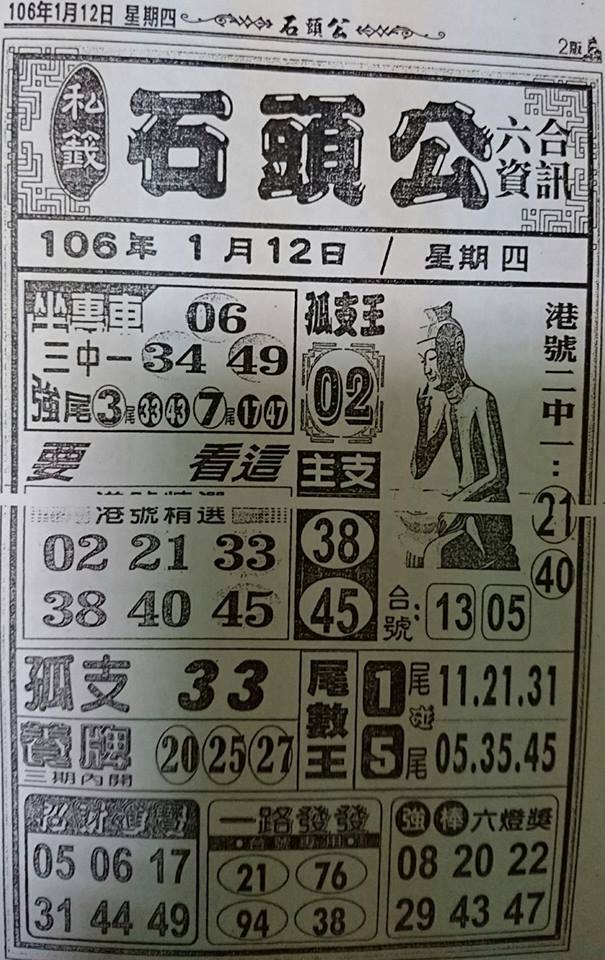 106年1月12日 星期四
石頭公
2版
私籤
石頭公
六合
資訊
106年 1月12日 / 星期四
坐專車 06
三中一 34 49
強尾 3尾 33 43 7尾 17 47
孤支王
02
港號二中一：
21
40
要看這
主支
38
45
港號精選
02 21 33
38 40 45
台號：13 05
孤支 33
養牌 20 25 27
三期內開
尾數王
1尾 11.21.31
碰
5尾 05.35.45
招財雙星
05 06 17
31 44 49
一路發發
21 76
94 38
強棒六燈獎
08 20 22
29 43 47